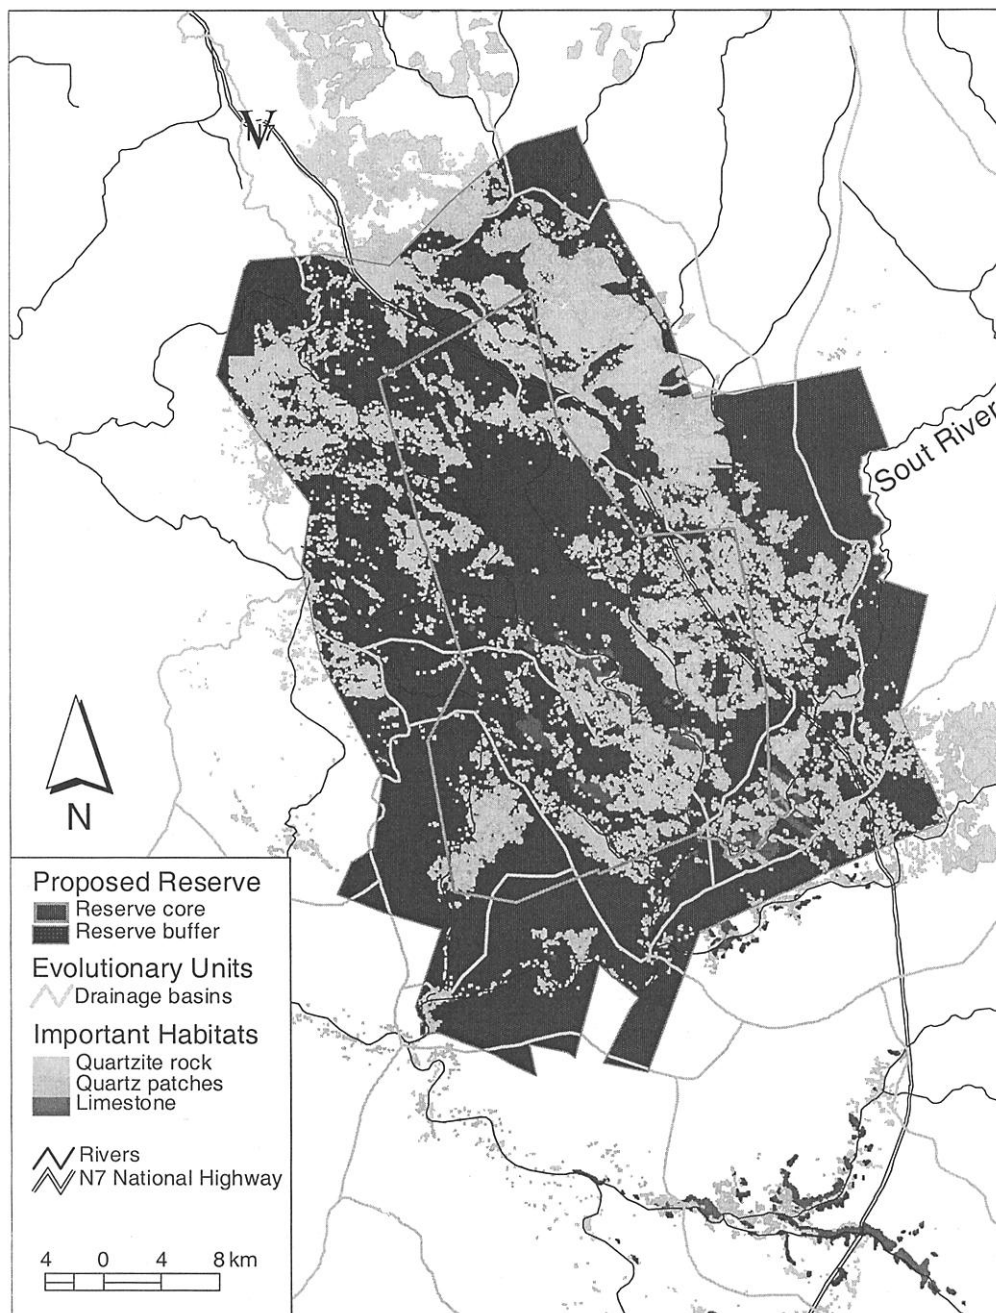 N7
Sout River
N
Proposed Reserve
Reserve core
Reserve buffer
Evolutionary Units
Drainage basins
Important Habitats
Quartzite rock
Quartz patches
Limestone
Rivers
N7 National Highway
4 0 4 8 km